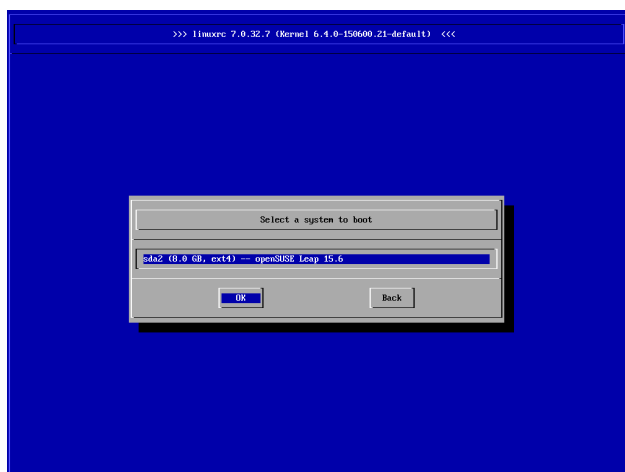 >>> linuxrc 7.0.32.7 (Kernel 6.4.0-150600.21-default) <<<
Select a system to boot
sda2 (8.0 GB, ext4) -- openSUSE Leap 15.6
OK Back